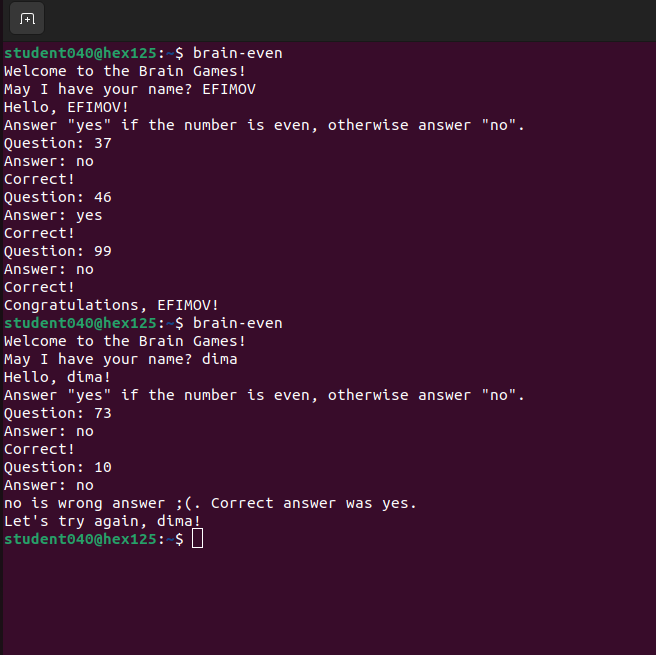 student040@hex125:~$ brain-even
Welcome to the Brain Games!
May I have your name? EFIMOV
Hello, EFIMOV!
Answer "yes" if the number is even, otherwise answer "no".
Question: 37
Answer: no
Correct!
Question: 46
Answer: yes
Correct!
Question: 99
Answer: no
Correct!
Congratulations, EFIMOV!
student040@hex125:~$ brain-even
Welcome to the Brain Games!
May I have your name? dima
Hello, dima!
Answer "yes" if the number is even, otherwise answer "no".
Question: 73
Answer: no
Correct!
Question: 10
Answer: no
no is wrong answer ;(. Correct answer was yes.
Let's try again, dima!
student040@hex125:~$